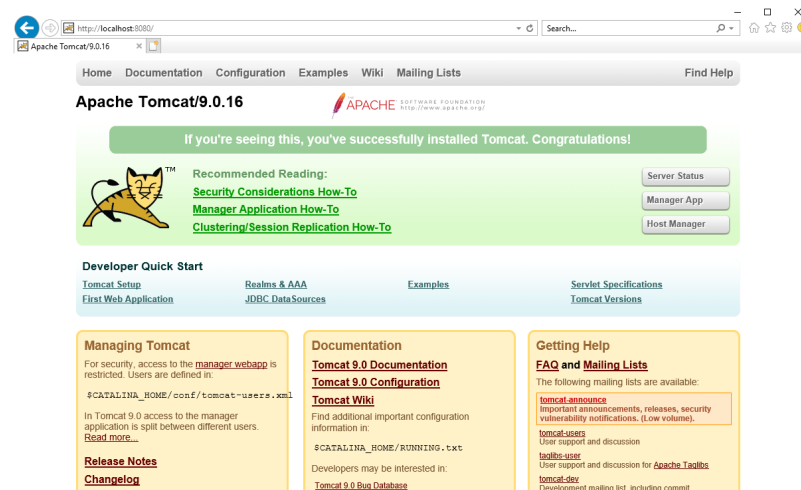 http://localhost:8080/
Search...
Apache Tomcat/9.0.16
Home Documentation Configuration Examples Wiki Mailing Lists Find Help
Apache Tomcat/9.0.16
THE
APACHE SOFTWARE FOUNDATION
http://www.apache.org/
If you're seeing this, you've successfully installed Tomcat. Congratulations!
TM
Recommended Reading:
Security Considerations How-To
Manager Application How-To
Clustering/Session Replication How-To
Server Status
Manager App
Host Manager
Developer Quick Start
Tomcat Setup
First Web Application
Realms & AAA
JDBC DataSources
Examples
Servlet Specifications
Tomcat Versions
Managing Tomcat
For security, access to the manager webapp is
restricted. Users are defined in:
$CATALINA_HOME/conf/tomcat-users.xml
In Tomcat 9.0 access to the manager
application is split between different users.
Read more...
Release Notes
Changelog
Documentation
Tomcat 9.0 Documentation
Tomcat 9.0 Configuration
Tomcat Wiki
Find additional important configuration
information in:
$CATALINA_HOME/RUNNING.txt
Developers may be interested in:
Tomcat 9.0 Bug Database
Getting Help
FAQ and Mailing Lists
The following mailing lists are available:
tomcat-announce
Important announcements, releases, security
vulnerability notifications. (Low volume).
tomcat-users
User support and discussion
taglibs-user
User support and discussion for Apache Taglibs
tomcat-dev
Development mailing list, including commit